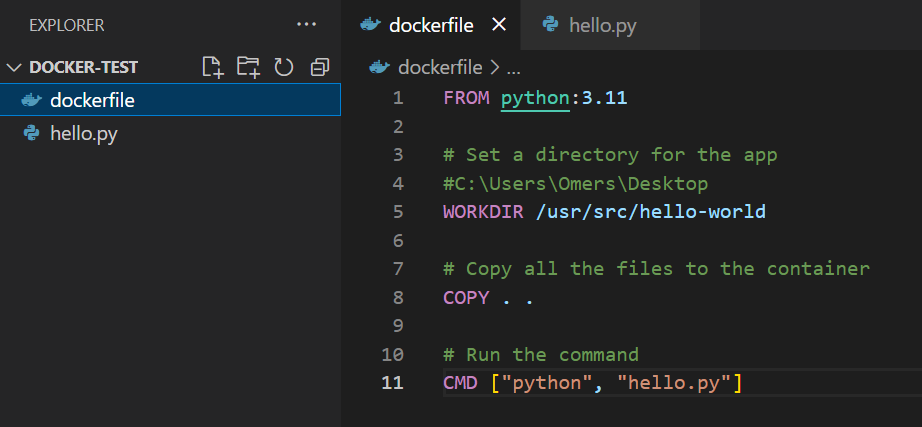 EXPLORER ...
DOCKER-TEST
dockerfile
hello.py
dockerfile hello.py
dockerfile > ...
1 FROM python:3.11
2
3 # Set a directory for the app
4 #C:\Users\Omers\Desktop
5 WORKDIR /usr/src/hello-world
6
7 # Copy all the files to the container
8 COPY . .
9
10 # Run the command
11 CMD ["python", "hello.py"]